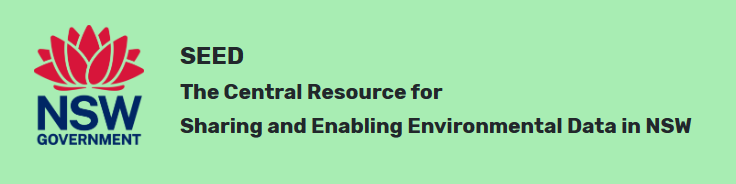 NSW
GOVERNMENT
SEED
The Central Resource for
Sharing and Enabling Environmental Data in NSW